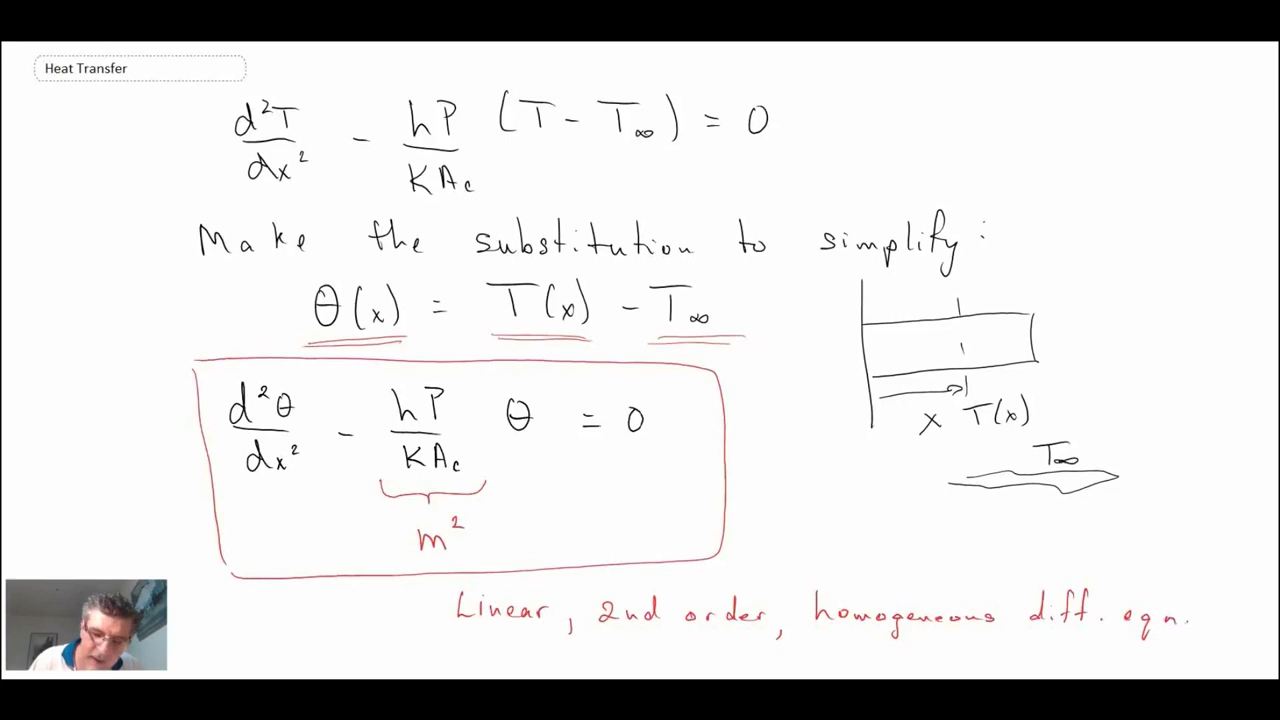 Heat Transfer
d²T/dx² - hP/KAc (T - T∞) = 0
Make the substitution to simplify:
θ(x) = T(x) - T∞
d²θ/dx² - hP/KAc θ = 0
m²
x T(x)
T∞
Linear, 2nd order, homogeneous diff. eqn.